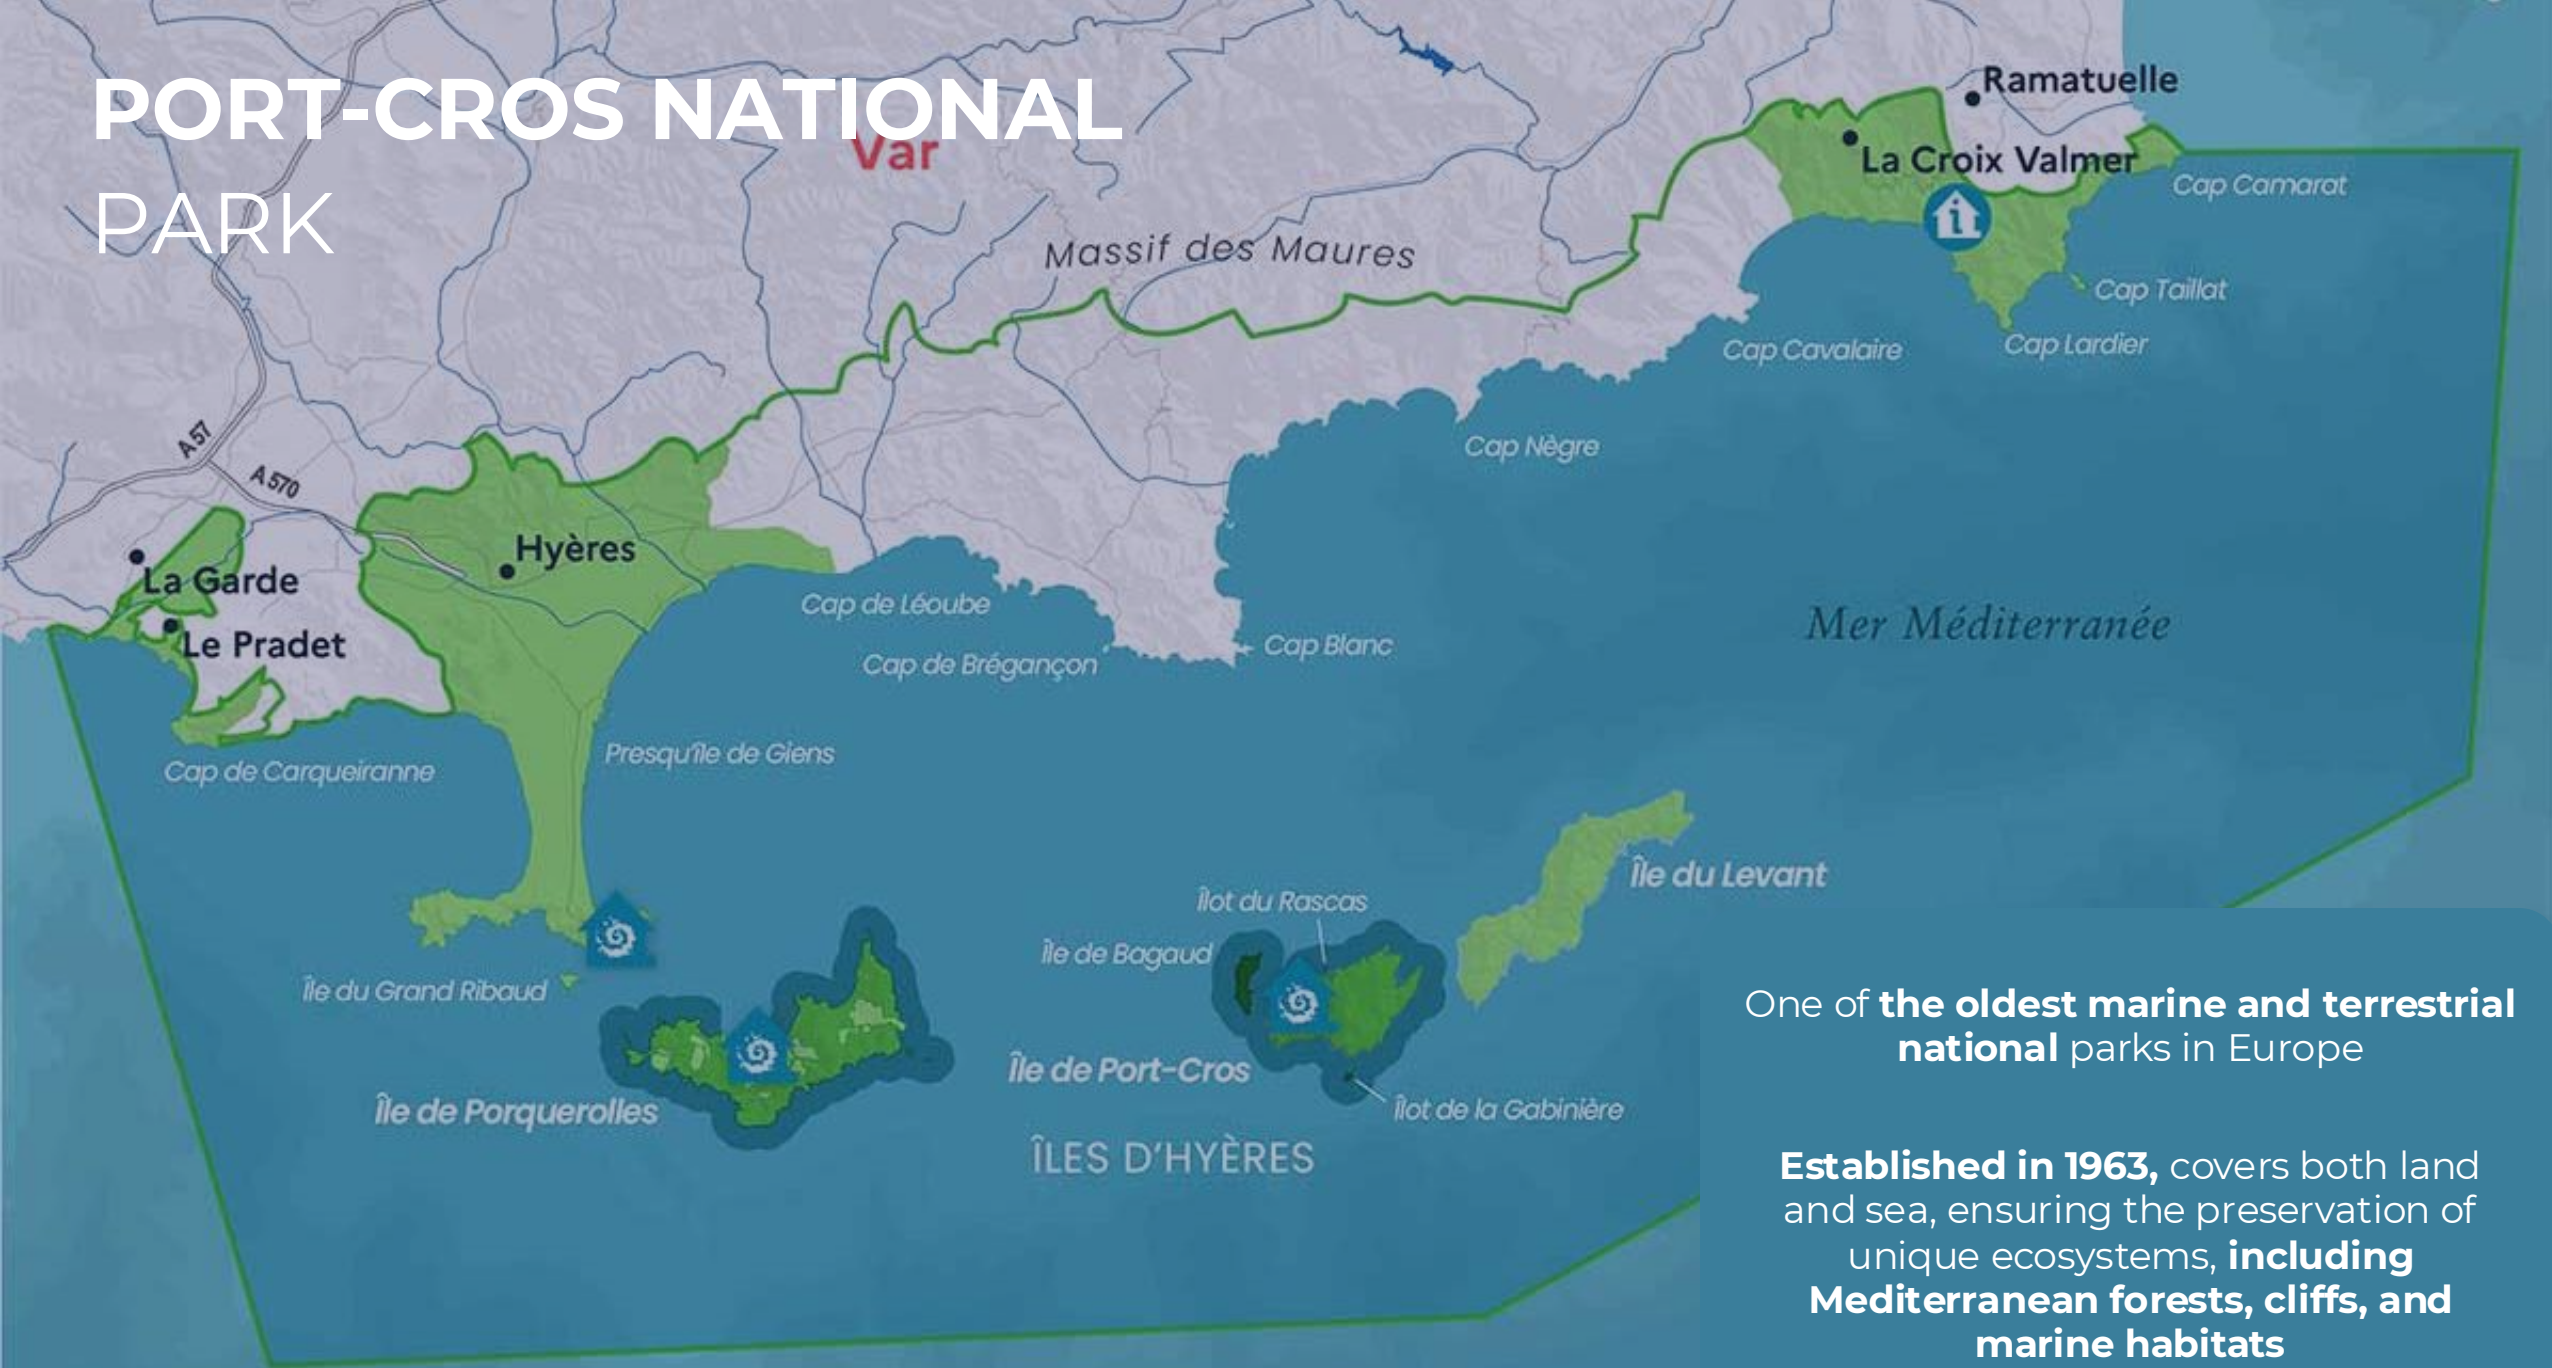 PORT-CROS NATIONAL
PARK
Var
Ramatuelle
La Croix Valmer
Cap Camarat
Massif des Maures
Cap Taillat
Cap Lardier
Cap Cavalaire
Cap Nègre
A57
A570
Hyères
La Garde
Le Pradet
Cap de Léoube
Cap de Brégançon
Cap Blanc
Mer Méditerranée
Presqu'île de Giens
Cap de Carqueiranne
Île du Levant
Îlot du Rascas
Île de Bagaud
Île du Grand Ribaud
Île de Port-Cros
Île de Porquerolles
Îlot de la Gabinière
ÎLES D'HYÈRES
One of the oldest marine and terrestrial
national parks in Europe
Established in 1963, covers both land
and sea, ensuring the preservation of
unique ecosystems, including
Mediterranean forests, cliffs, and
marine habitats